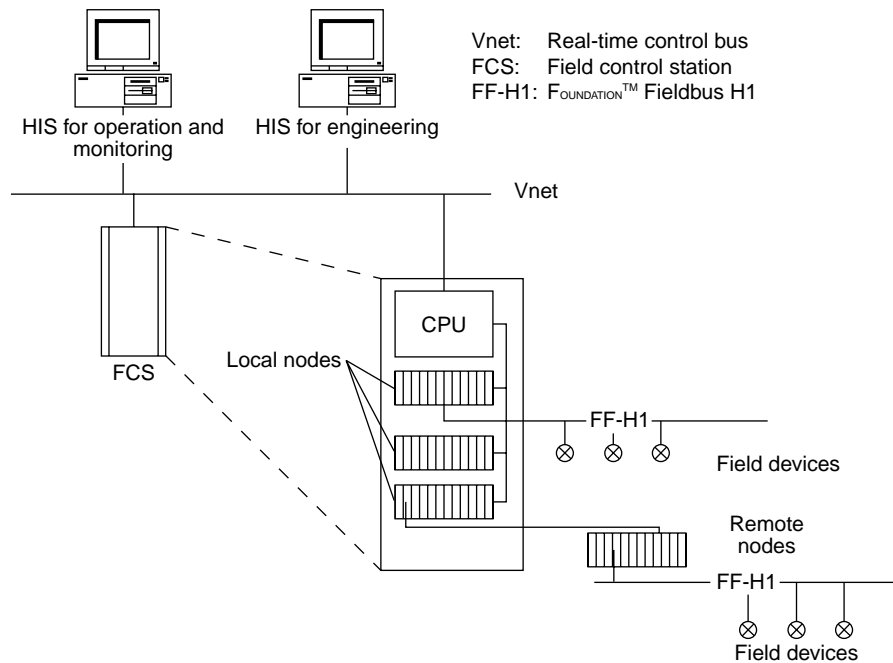 Vnet: Real-time control bus
FCS: Field control station
FF-H1: FOUNDATION™ Fieldbus H1
HIS for operation and
monitoring
HIS for engineering
Vnet
CPU
Local nodes
FCS
FF-H1
Field devices
Remote
nodes
FF-H1
Field devices